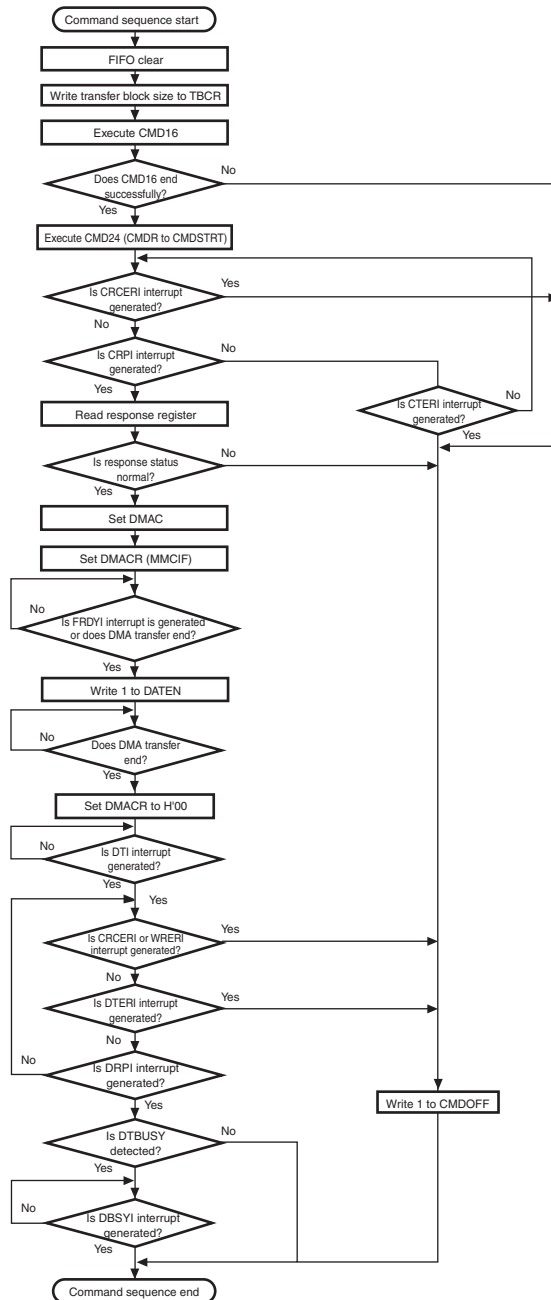 Command sequence start
FIFO clear
Write transfer block size to TBCR
Execute CMD16
Does CMD16 end
successfully?
No
Yes
Execute CMD24 (CMDR to CMDSTRT)
Is CRCERI interrupt
generated?
Yes
No
Is CRPI interrupt
generated?
No
Yes
Is CTERI interrupt
generated?
No
Yes
Read response register
Is response status
normal?
No
Yes
Set DMAC
Set DMACR (MMCIF)
No
Is FRDYI interrupt is generated
or does DMA transfer end?
Yes
Write 1 to DATEN
No
Does DMA transfer
end?
Yes
Set DMACR to H'00
No
Is DTI interrupt
generated?
Yes
Yes
Is CRCERI or WRERI
interrupt generated?
Yes
No
Is DTERI interrupt
generated?
Yes
No
No
Is DRPI interrupt
generated?
Yes
Write 1 to CMDOFF
Is DTBUSY
detected?
No
Yes
No
Is DBSYI interrupt
generated?
Yes
Command sequence end